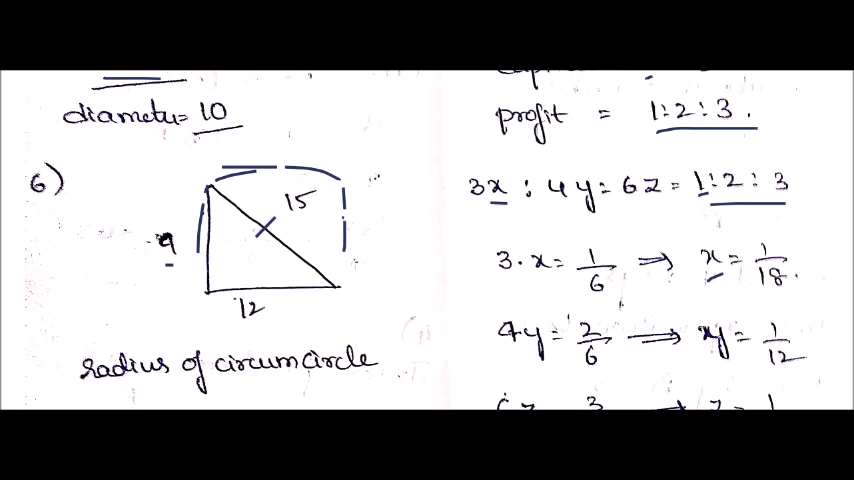 diameter = 10
6)
15
9
12
radius of circumcircle
profit = 1:2:3.
3x : 4y = 6z = 1:2:3
3·x = 1/6 ⇒ x = 1/18.
4y = 2/6 ⇒ y = 1/12